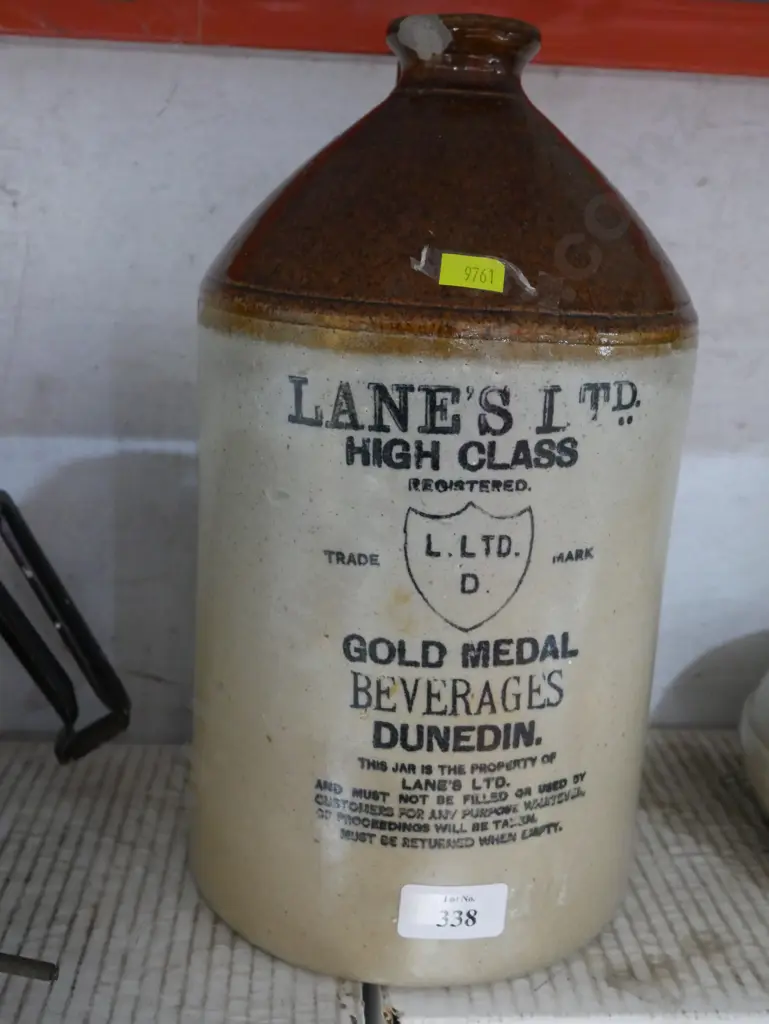 9761
LANE'S LTD.
HIGH CLASS
REGISTERED.
TRADE L. LTD. MARK
D.
GOLD MEDAL
BEVERAGES
DUNEDIN.
THIS JAR IS THE PROPERTY OF
LANE'S LTD.
AND MUST NOT BE FILLED OR USED BY
CUSTOMERS FOR ANY PURPOSE WHATEVER,
OR PROCEEDINGS WILL BE TAKEN.
MUST BE RETURNED WHEN EMPTY.
Lot No.
338